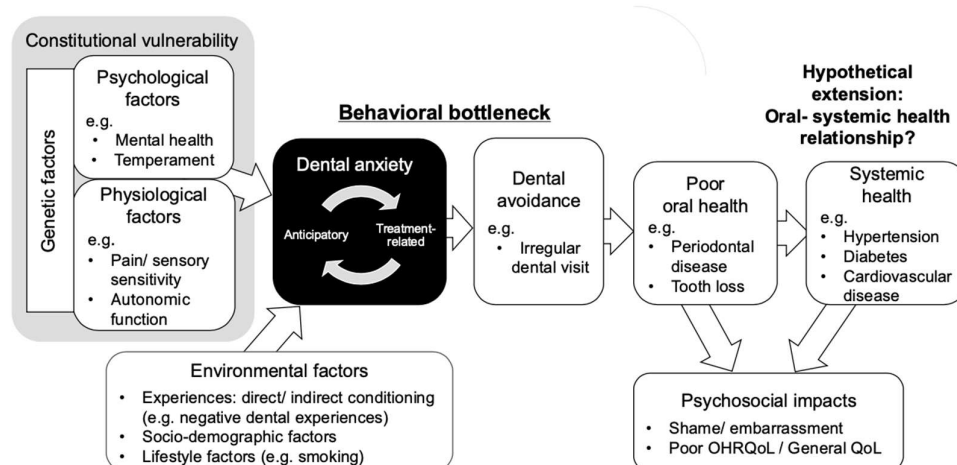 Constitutional vulnerability
Genetic factors
Psychological
factors
e.g.
• Mental health
• Temperament
Physiological
factors
e.g.
• Pain/ sensory
sensitivity
• Autonomic
function
Behavioral bottleneck
Dental anxiety
Anticipatory
Treatment-
related
Dental
avoidance
e.g.
• Irregular
dental visit
Poor
oral health
e.g.
• Periodontal
disease
• Tooth loss
Hypothetical
extension:
Oral- systemic health
relationship?
Systemic
health
e.g.
• Hypertension
• Diabetes
• Cardiovascular
disease
Environmental factors
• Experiences: direct/ indirect conditioning
(e.g. negative dental experiences)
• Socio-demographic factors
• Lifestyle factors (e.g. smoking)
Psychosocial impacts
• Shame/ embarrassment
• Poor OHRQoL / General QoL